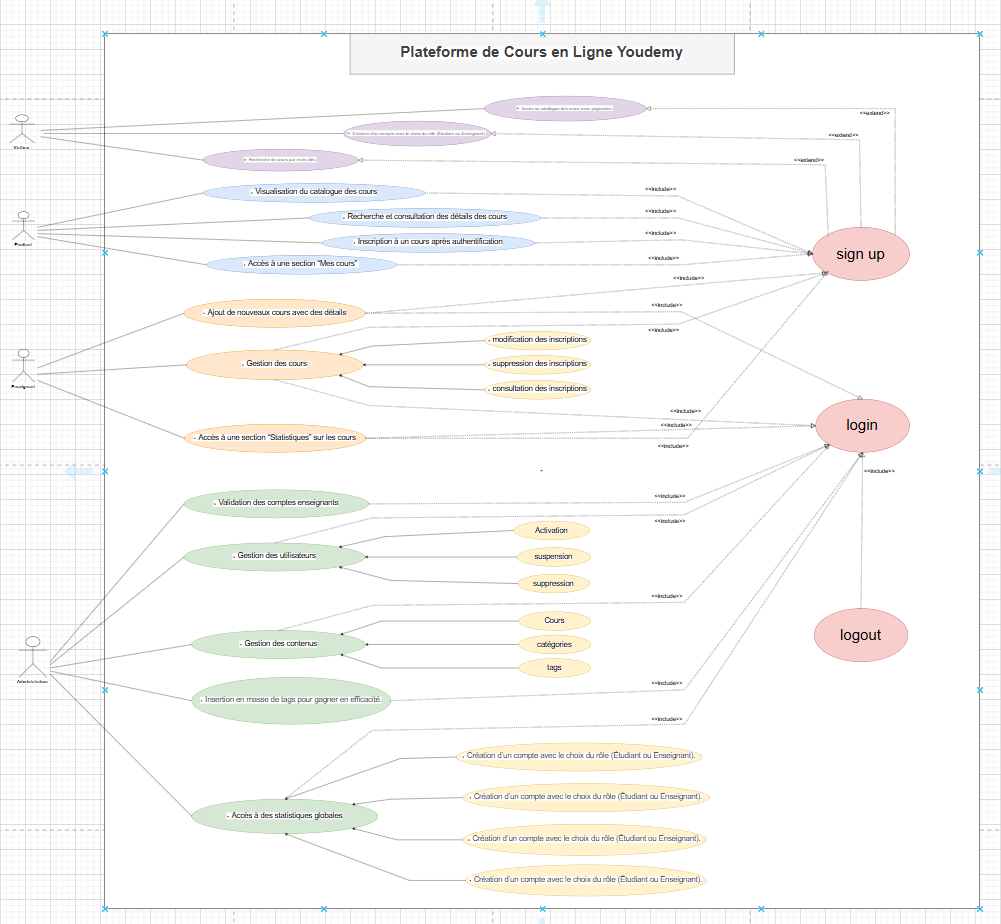 Plateforme de Cours en Ligne Youdemy
Accès au catalogue des cours avec pagination.
<<extend>>
Création d'un compte avec le choix du rôle (Étudiant ou Enseignant).
<<extend>>
Recherche de cours par mots-clés.
<<extend>>
Visiteur
Visualisation du catalogue des cours
<<include>>
Recherche et consultation des détails des cours
<<include>>
Étudiant
Inscription à un cours après authentification
<<include>>
Accès à une section "Mes cours"
<<include>>
sign up
<<include>>
Ajout de nouveaux cours avec des détails
<<include>>
<<include>>
modification des inscriptions
Gestion des cours
suppression des inscriptions
Enseignant
consultation des inscriptions
<<include>>
<<include>>
login
Accès à une section "Statistiques" sur les cours
<<include>>
<<include>>
Validation des comptes enseignants
<<include>>
<<include>>
Activation
Gestion des utilisateurs
suspension
suppression
<<include>>
Cours
logout
Gestion des contenus
catégories
tags
Administrateur
<<include>>
Insertion en masse de tags pour gagner en efficacité.
<<include>>
Création d'un compte avec le choix du rôle (Étudiant ou Enseignant).
Création d'un compte avec le choix du rôle (Étudiant ou Enseignant).
Accès à des statistiques globales
Création d'un compte avec le choix du rôle (Étudiant ou Enseignant).
Création d'un compte avec le choix du rôle (Étudiant ou Enseignant).